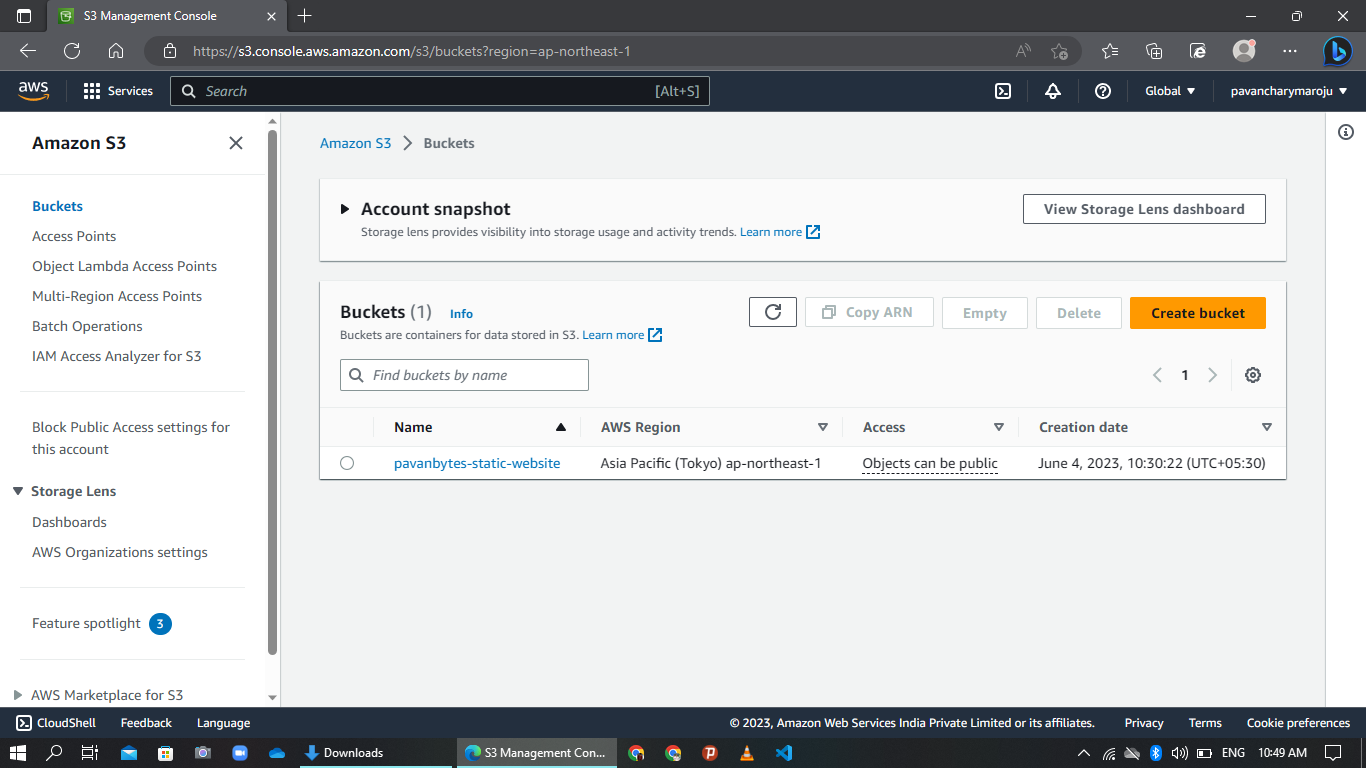 S3 Management Console
https://s3.console.aws.amazon.com/s3/buckets?region=ap-northeast-1
aws
Services
Search
[Alt+S]
Global
pavancharymaroju
Amazon S3
Buckets
Access Points
Object Lambda Access Points
Multi-Region Access Points
Batch Operations
IAM Access Analyzer for S3
Block Public Access settings for
this account
Storage Lens
Dashboards
AWS Organizations settings
Feature spotlight 3
AWS Marketplace for S3
Amazon S3 > Buckets
Account snapshot
Storage lens provides visibility into storage usage and activity trends. Learn more
View Storage Lens dashboard
Buckets (1) Info
Buckets are containers for data stored in S3. Learn more
Copy ARN
Empty
Delete
Create bucket
Find buckets by name
1
Name AWS Region Access Creation date
pavanbytes-static-website Asia Pacific (Tokyo) ap-northeast-1 Objects can be public June 4, 2023, 10:30:22 (UTC+05:30)
CloudShell Feedback Language © 2023, Amazon Web Services India Private Limited or its affiliates. Privacy Terms Cookie preferences
Downloads S3 Management Con... ENG 10:49 AM